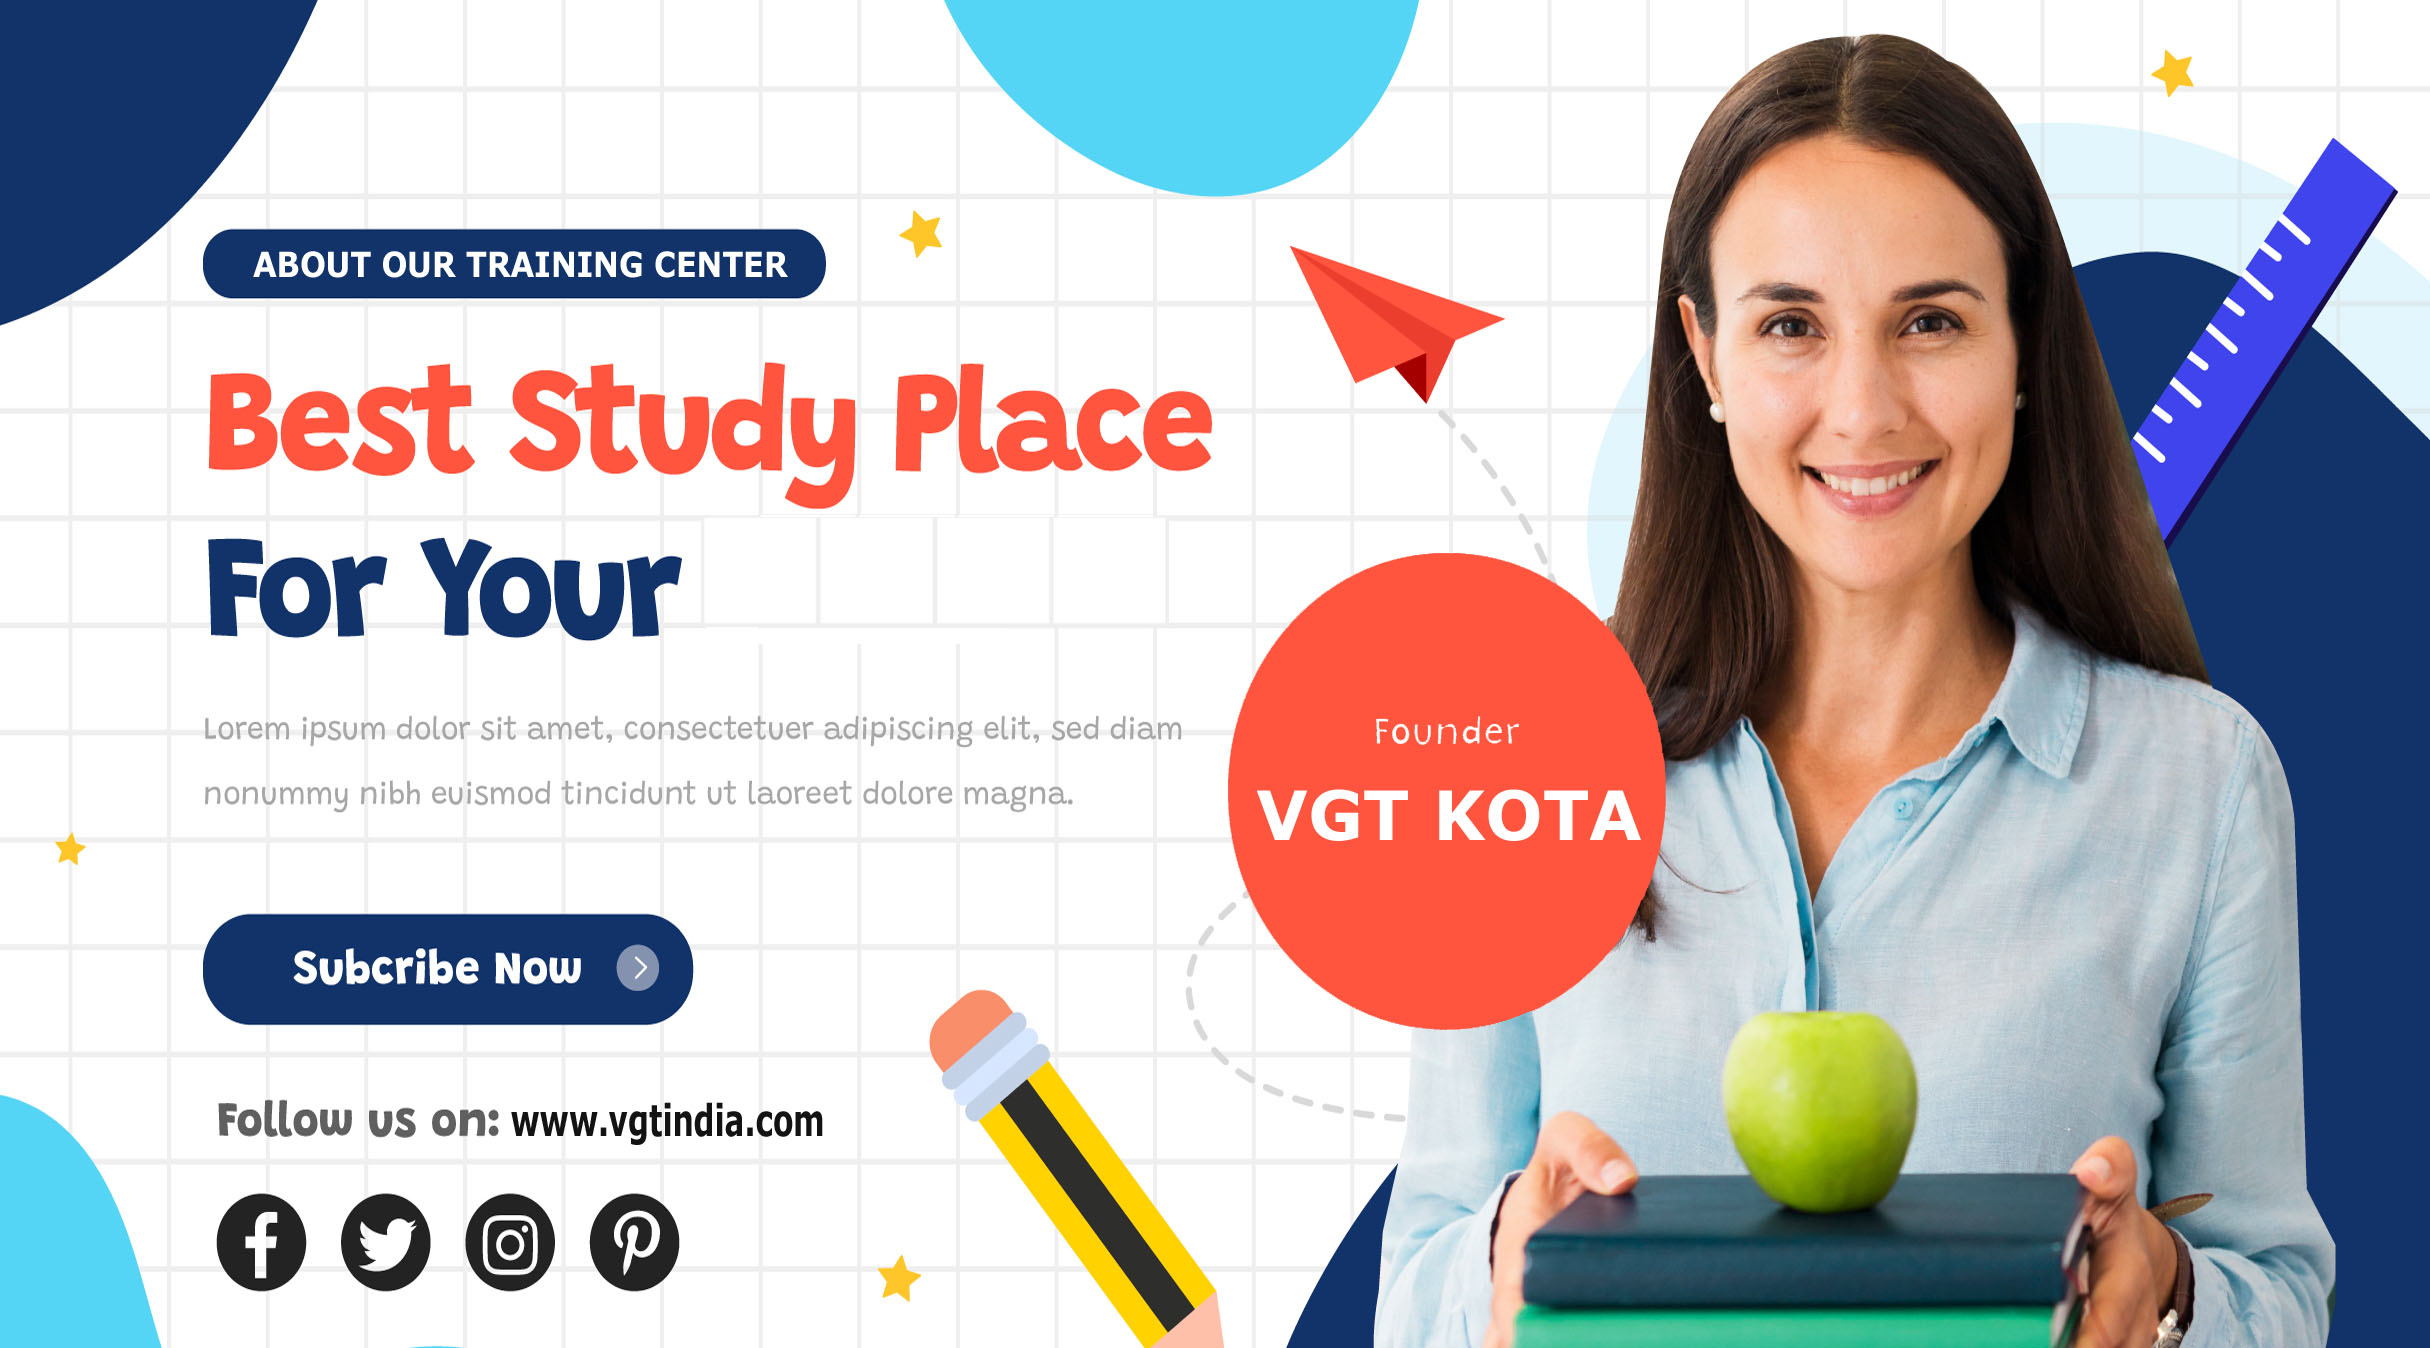 ABOUT OUR TRAINING CENTER
Best Study Place
For Your
Lorem ipsum dolor sit amet, consectetuer adipiscing elit, sed diam
nonummy nibh euismod tincidunt ut laoreet dolore magna.
Founder
VGT KOTA
Subcribe Now
Follow us on: www.vgtindia.com